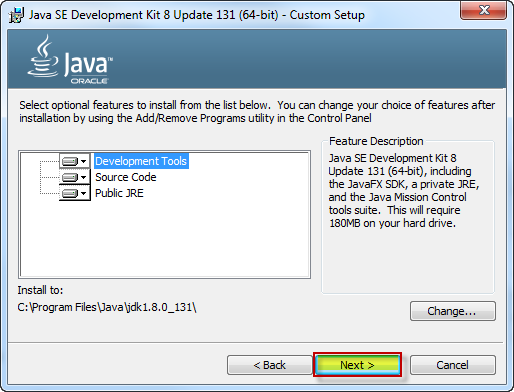 Java SE Development Kit 8 Update 131 (64-bit) - Custom Setup
Java™
ORACLE
Select optional features to install from the list below. You can change your choice of features after
installation by using the Add/Remove Programs utility in the Control Panel
Development Tools
Source Code
Public JRE
Feature Description
Java SE Development Kit 8
Update 131 (64-bit), including
the JavaFX SDK, a private JRE,
and the Java Mission Control
tools suite. This will require
180MB on your hard drive.
Install to:
C:\Program Files\Java\jdk1.8.0_131\
Change...
< Back
Next >
Cancel